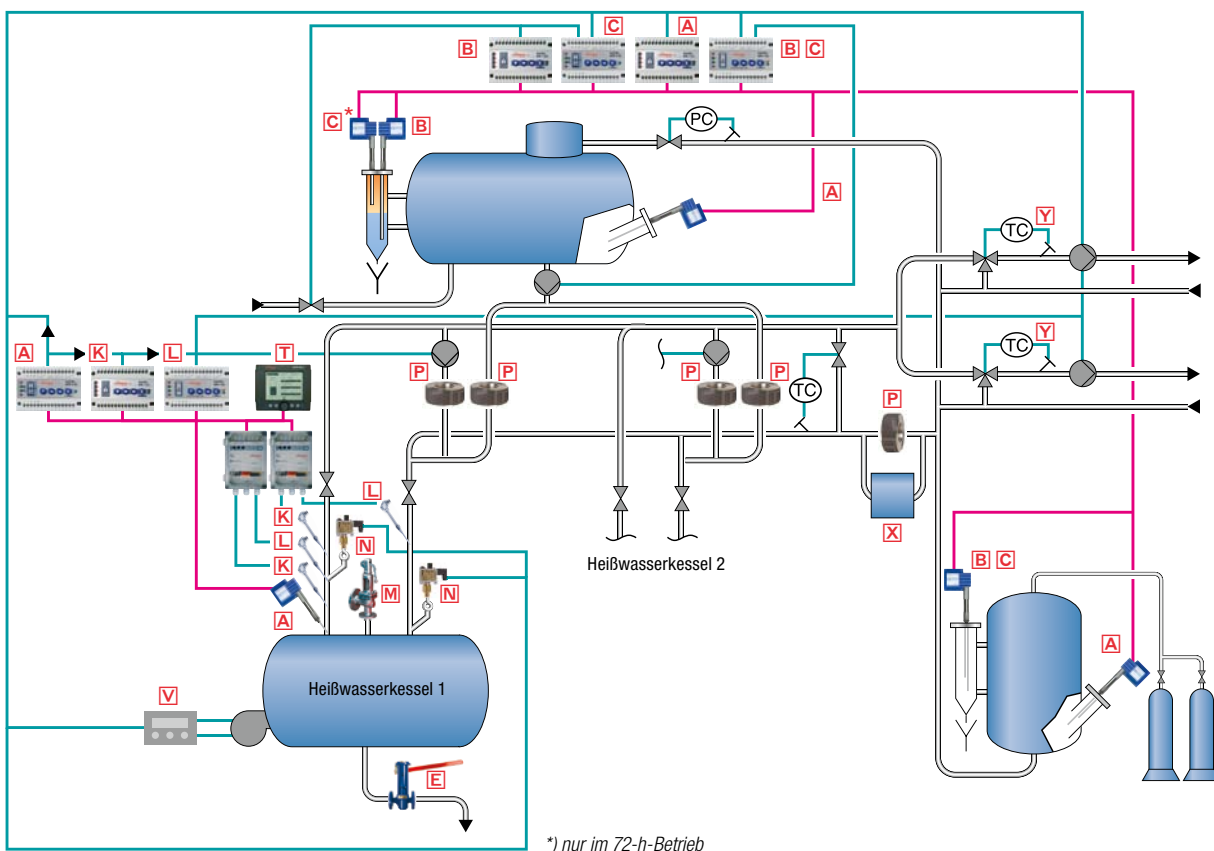 C A
B B C
C* B
PC
A
Y
TC
A K L T
Y
TC
P P P P
TC
P
L
K
N
L
X
Heißwasserkessel 2
K
M N
B C
A
A
Heißwasserkessel 1
V
E
*) nur im 72-h-Betrieb